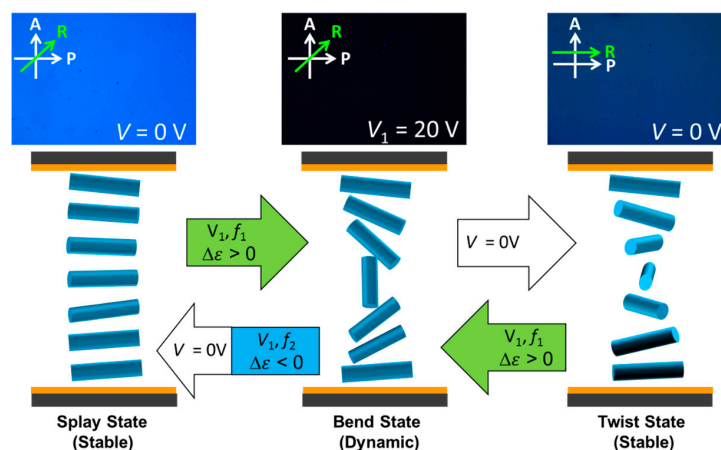 A
R
P
V = 0 V
A
R
P
V₁ = 20 V
A
R
P
V = 0 V
V₁, f₁
Δε > 0
V = 0V
V = 0V
V₁, f₂
Δε < 0
V₁, f₁
Δε > 0
Splay State
(Stable)
Bend State
(Dynamic)
Twist State
(Stable)